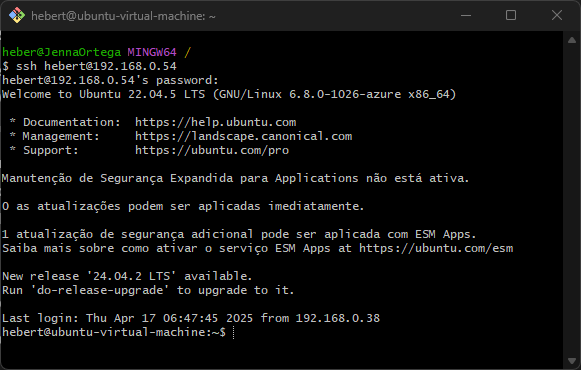 hebert@ubuntu-virtual-machine: ~
heber@JennaOrtega MINGW64 /
$ ssh hebert@192.168.0.54
hebert@192.168.0.54's password:
Welcome to Ubuntu 22.04.5 LTS (GNU/Linux 6.8.0-1026-azure x86_64)
* Documentation:  https://help.ubuntu.com
* Management:     https://landscape.canonical.com
* Support:        https://ubuntu.com/pro
Manutenção de Segurança Expandida para Applications não está ativa.
0 as atualizações podem ser aplicadas imediatamente.
1 atualização de segurança adicional pode ser aplicada com ESM Apps.
Saiba mais sobre como ativar o serviço ESM Apps at https://ubuntu.com/esm
New release '24.04.2 LTS' available.
Run 'do-release-upgrade' to upgrade to it.
Last login: Thu Apr 17 06:47:45 2025 from 192.168.0.38
hebert@ubuntu-virtual-machine:~$